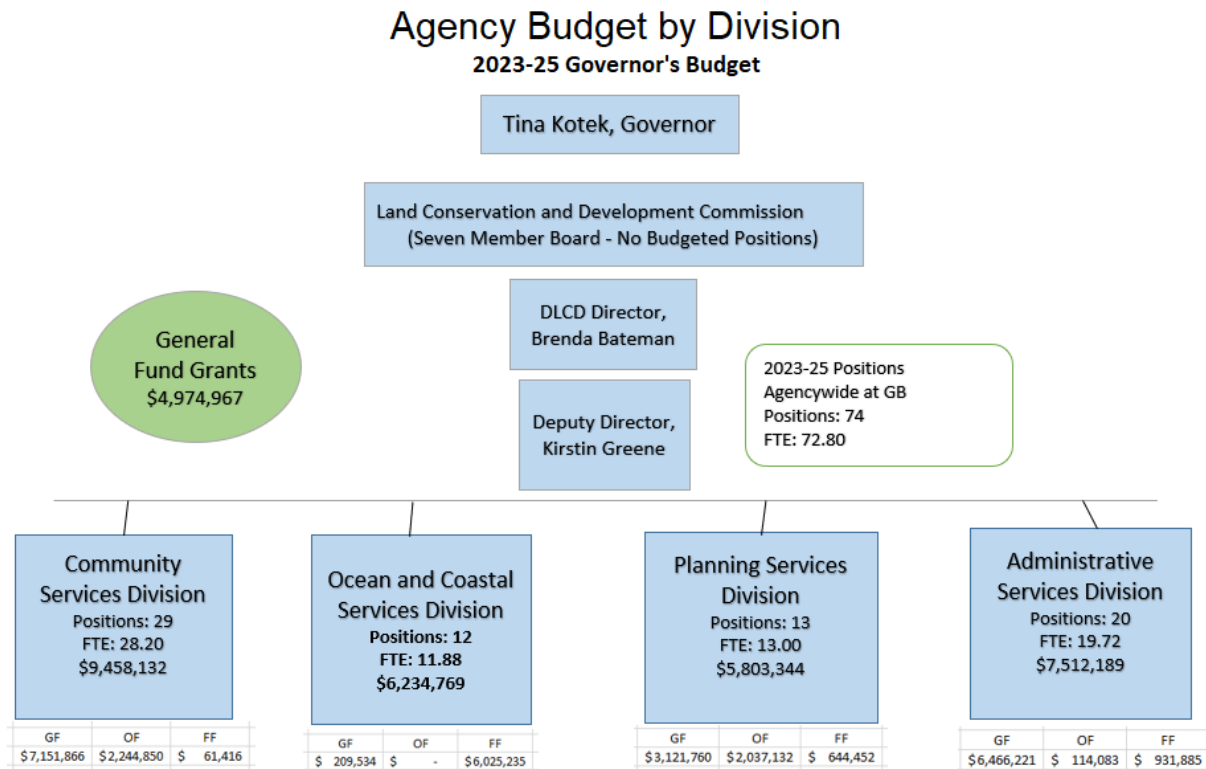 Agency Budget by Division
2023-25 Governor's Budget
Tina Kotek, Governor
Land Conservation and Development Commission
(Seven Member Board - No Budgeted Positions)
DLCD Director,
Brenda Bateman
General
Fund Grants
$4,974,967
2023-25 Positions
Agencywide at GB
Positions: 74
FTE: 72.80
Deputy Director,
Kirstin Greene
Community
Services Division
Positions: 29
FTE: 28.20
$9,458,132
GF OF FF
$7,151,866 $2,244,850 $ 61,416
Ocean and Coastal
Services Division
Positions: 12
FTE: 11.88
$6,234,769
GF OF FF
$ 209,534 $ - $6,025,235
Planning Services
Division
Positions: 13
FTE: 13.00
$5,803,344
GF OF FF
$3,121,760 $2,037,132 $ 644,452
Administrative
Services Division
Positions: 20
FTE: 19.72
$7,512,189
GF OF FF
$6,466,221 $ 114,083 $ 931,885